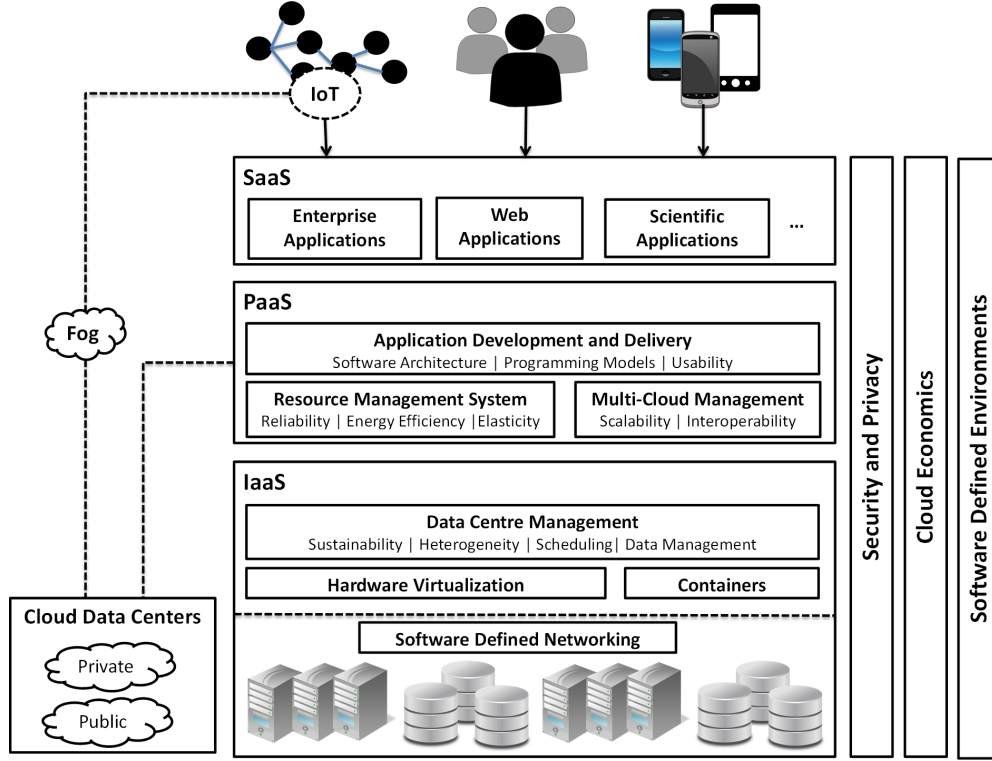 IoT
SaaS
Enterprise
Applications
Web
Applications
Scientific
Applications
...
Fog
PaaS
Application Development and Delivery
Software Architecture | Programming Models | Usability
Resource Management System
Reliability | Energy Efficiency |Elasticity
Multi-Cloud Management
Scalability | Interoperability
IaaS
Data Centre Management
Sustainability | Heterogeneity | Scheduling| Data Management
Hardware Virtualization
Containers
Software Defined Networking
Cloud Data Centers
Private
Public
Security and Privacy
Cloud Economics
Software Defined Environments